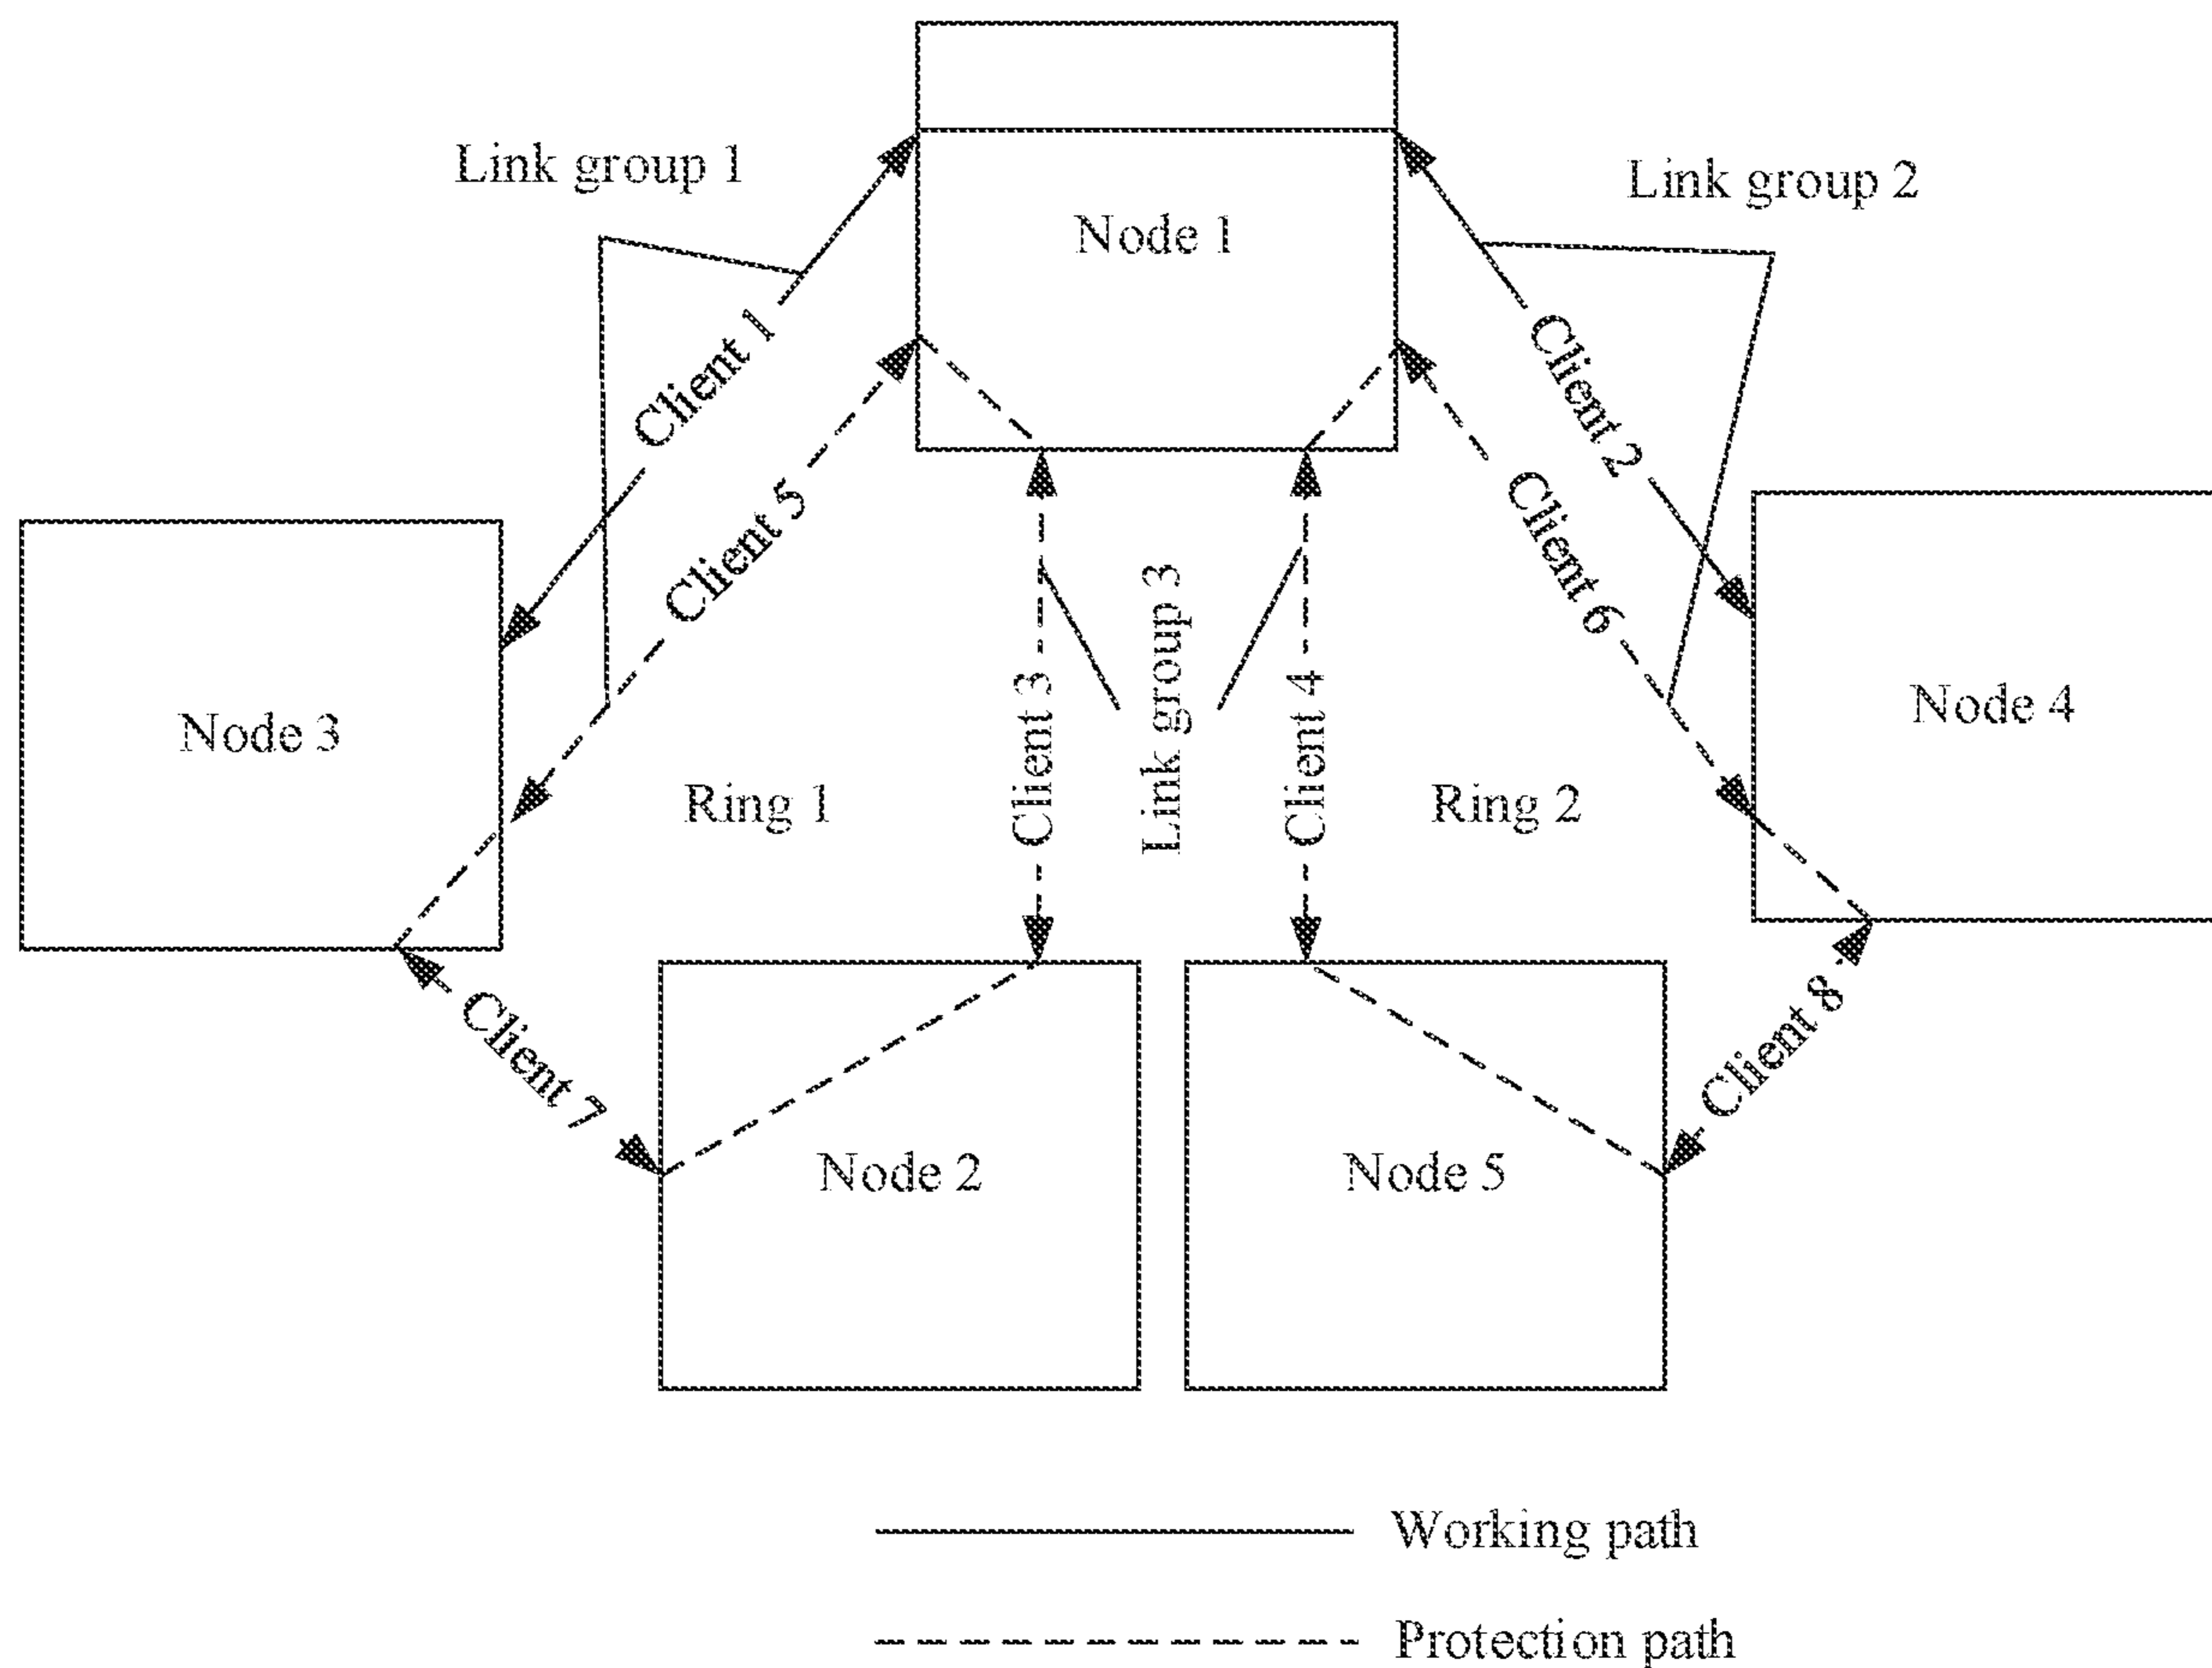 Link group 1
Link group 2
Node 1
Client 1
Client 2
Client 5
Client 6
Client 3
Link group 3
Client 4
Node 3
Node 4
Ring 1
Ring 2
Client 7
Client 8
Node 2
Node 5
Working path
Protection path